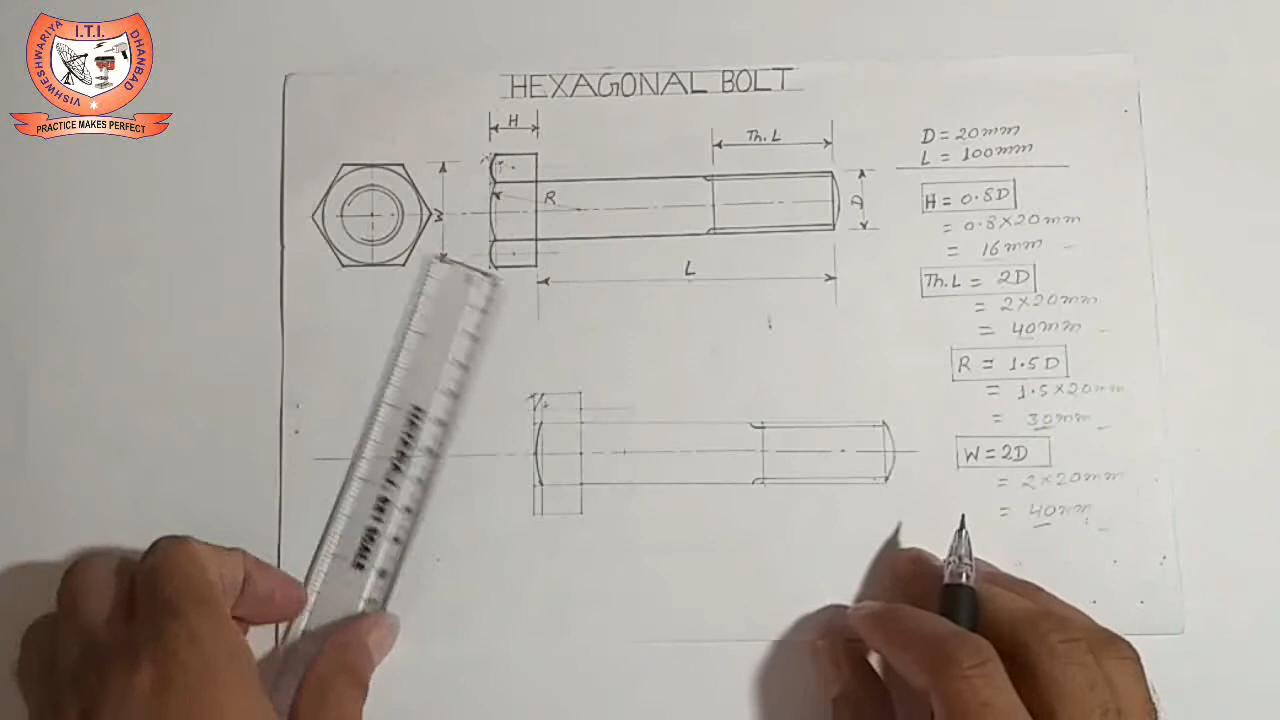 I.T.I.
VISHWESHWARIYA
DHANBAD
PRACTICE MAKES PERFECT
HEXAGONAL BOLT
H
Th. L
W
R
D
L
D = 20mm
L = 100mm
H = 0.8D
= 0.8×20mm
= 16mm
Th.L = 2D
= 2×20mm
= 40mm
R = 1.5D
= 1.5×20mm
= 30mm
W = 2D
= 2×20mm
= 40mm